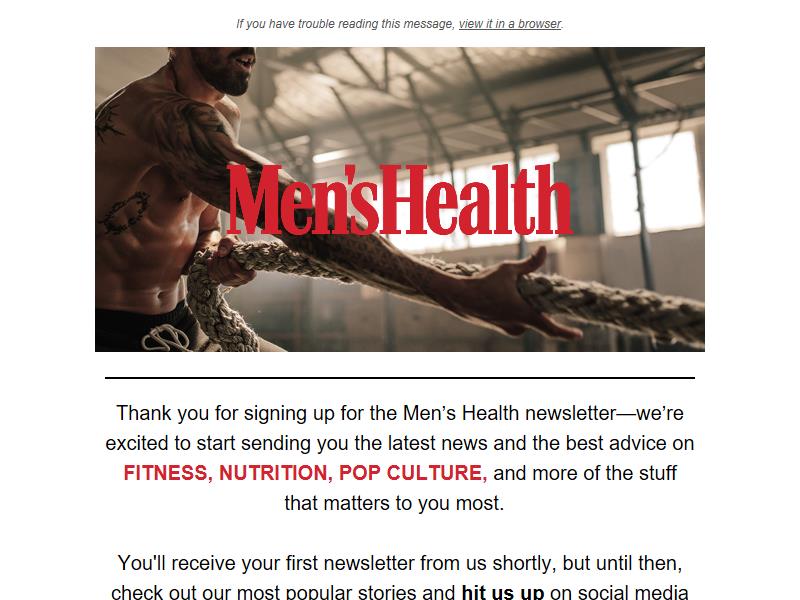 If you have trouble reading this message, view it in a browser.
Men'sHealth
Thank you for signing up for the Men’s Health newsletter—we’re
excited to start sending you the latest news and the best advice on
FITNESS, NUTRITION, POP CULTURE, and more of the stuff
that matters to you most.
You'll receive your first newsletter from us shortly, but until then,
check out our most popular stories and hit us up on social media